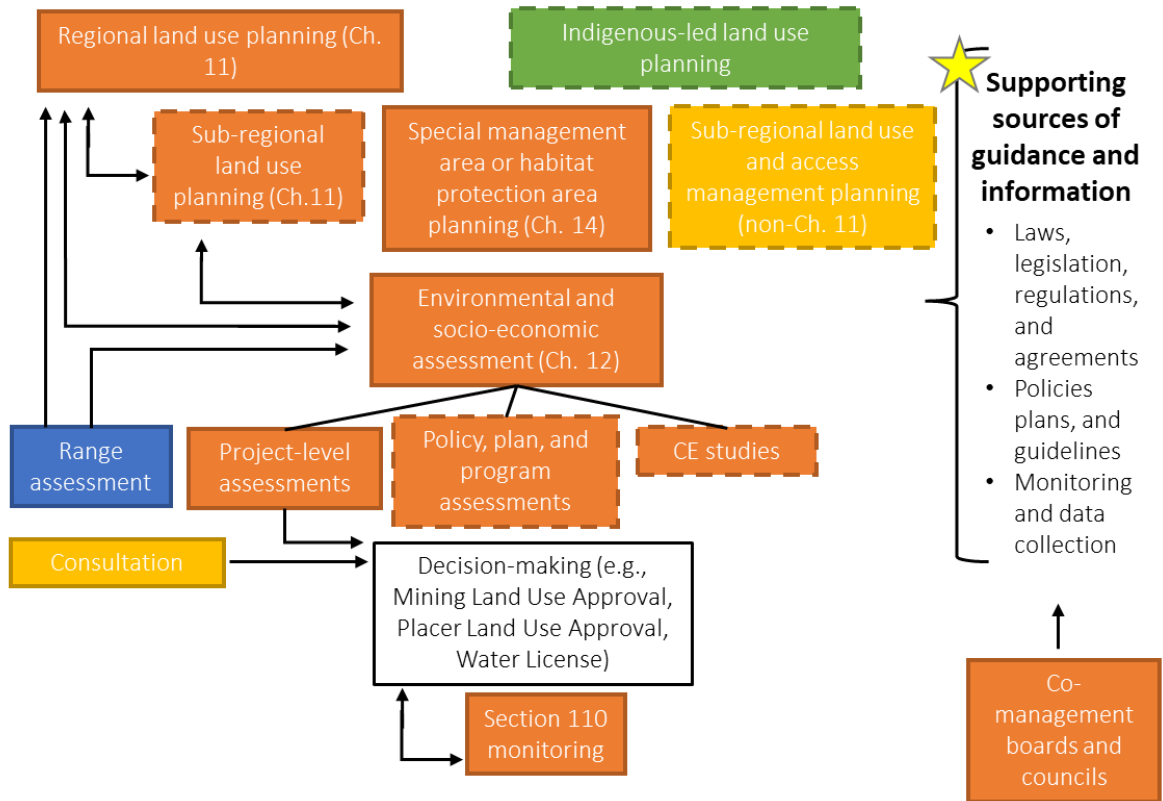 Regional land use planning (Ch.
11)
Indigenous-led land use
planning
Sub-regional
land use
planning (Ch.11)
Special management
area or habitat
protection area
planning (Ch. 14)
Sub-regional land use
and access
management planning
(non-Ch. 11)
Supporting
sources of
guidance and
information
• Laws,
legislation,
regulations,
and
agreements
• Policies
plans, and
guidelines
• Monitoring
and data
collection
Environmental and
socio-economic
assessment (Ch. 12)
Range
assessment
Project-level
assessments
Policy, plan, and
program
assessments
CE studies
Consultation
Decision-making (e.g.,
Mining Land Use Approval,
Placer Land Use Approval,
Water License)
Section 110
monitoring
Co-
management
boards and
councils